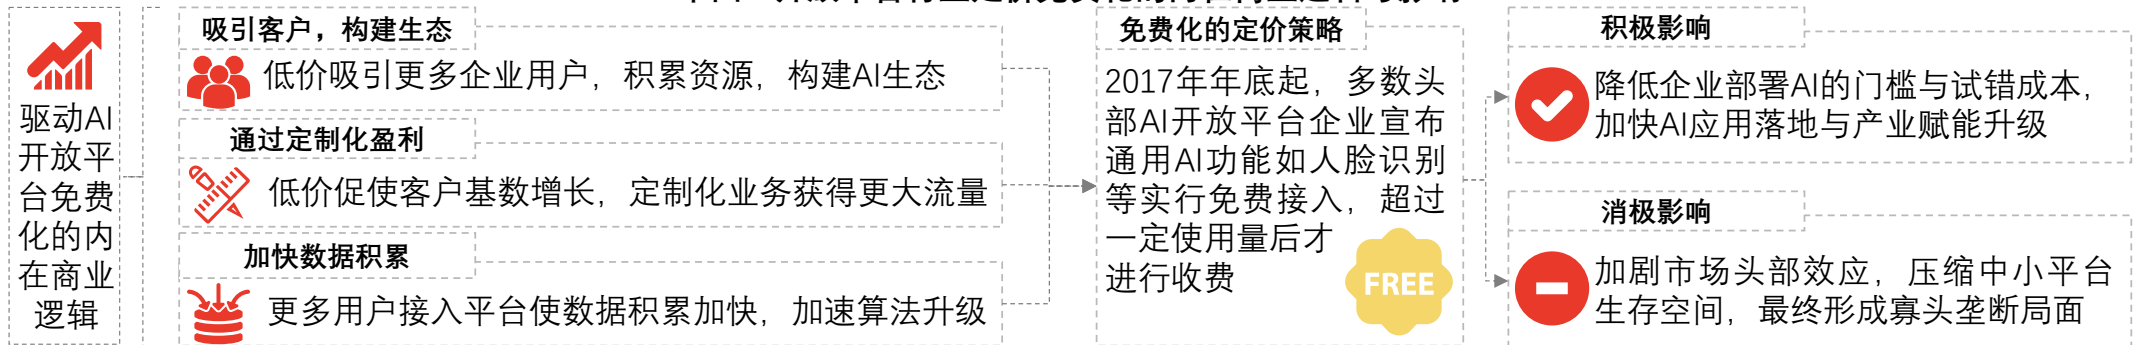 驱动AI
开放平
台免费
化的内
在商业
逻辑
吸引客户，构建生态
低价吸引更多企业用户，积累资源，构建AI生态
通过定制化盈利
低价促使客户基数增长，定制化业务获得更大流量
加快数据积累
更多用户接入平台使数据积累加快，加速算法升级
免费化的定价策略
2017年年底起，多数头
部AI开放平台企业宣布
通用AI功能如人脸识别
等实行免费接入，超过
一定使用量后才
进行收费
FREE
积极影响
降低企业部署AI的门槛与试错成本，
加快AI应用落地与产业赋能升级
消极影响
加剧市场头部效应，压缩中小平台
生存空间，最终形成寡头垄断局面